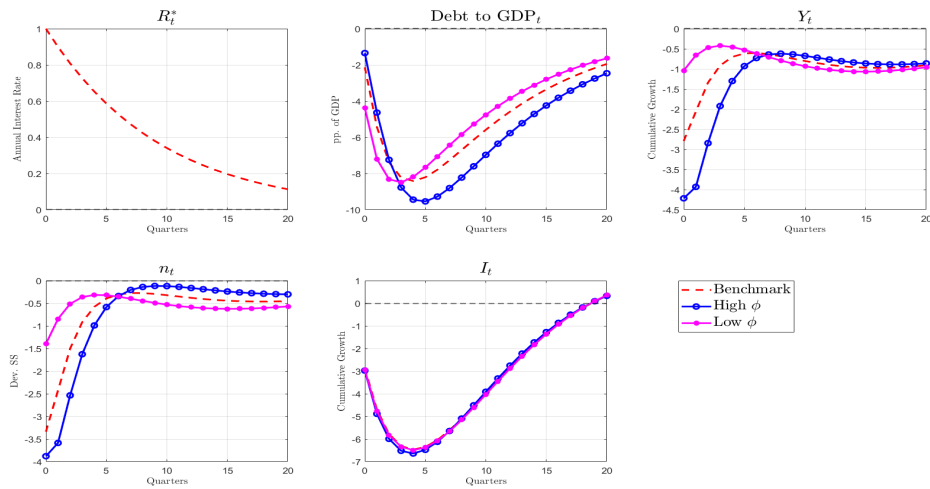 R*t
Annual Interest Rate
1
0.8
0.6
0.4
0.2
0
0 5 10 15 20
Quarters
Debt to GDPt
pp. of GDP
0
-2
-4
-6
-8
-10
0 5 10 15 20
Quarters
Yt
Cumulative Growth
0
-0.5
-1
-1.5
-2
-2.5
-3
-3.5
-4
-4.5
0 5 10 15 20
Quarters
nt
Dev. SS
0
-0.5
-1
-1.5
-2
-2.5
-3
-3.5
-4
0 5 10 15 20
Quarters
It
Cumulative Growth
1
0
-1
-2
-3
-4
-5
-6
-7
0 5 10 15 20
Quarters
Benchmark
High ϕ
Low ϕ